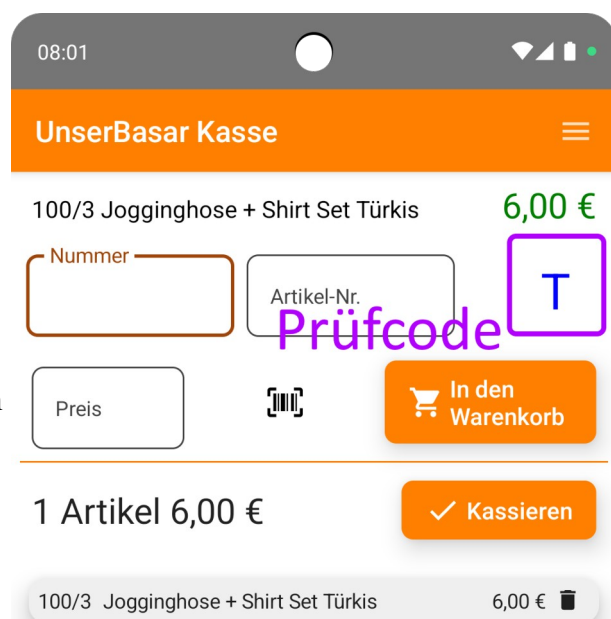 08:01
UnserBasar Kasse
100/3 Jogginghose + Shirt Set Türkis 6,00 €
Nummer
Artikel-Nr.
T
Prüfcode
Preis
In den
Warenkorb
1 Artikel 6,00 €
Kassieren
100/3 Jogginghose + Shirt Set Türkis 6,00 €